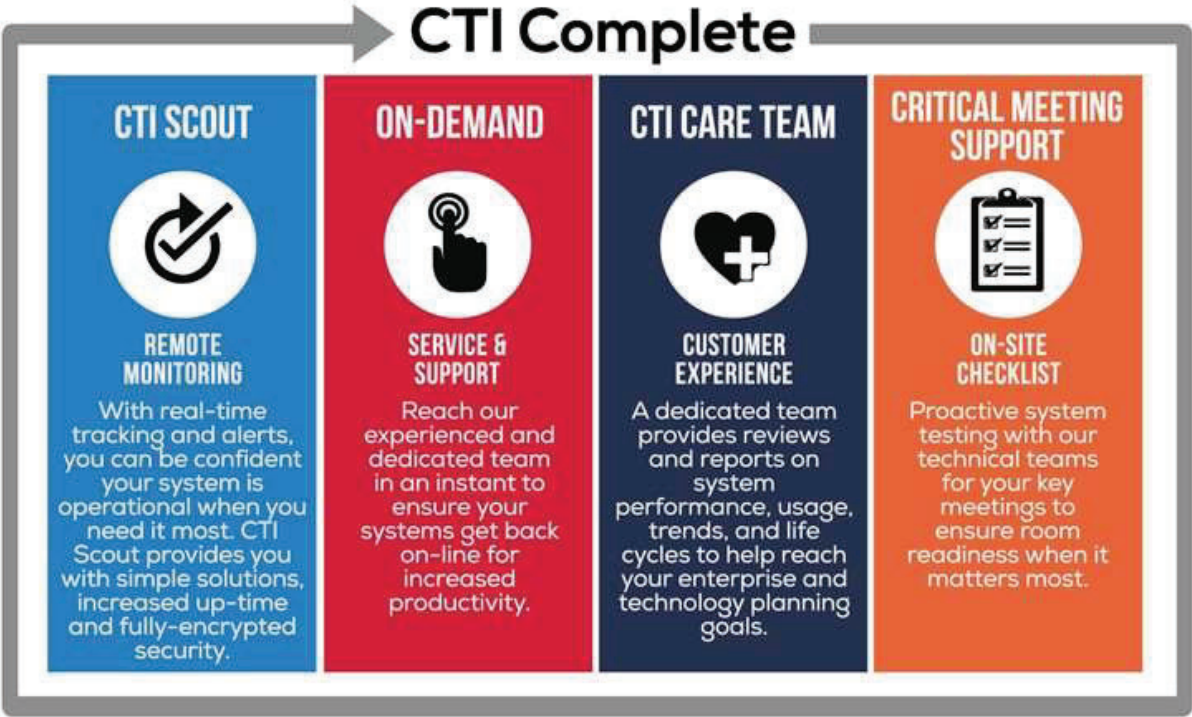 CTI Complete
CTI SCOUT
REMOTE
MONITORING
With real-time
tracking and alerts,
you can be confident
your system is
operational when you
need it most. CTI
Scout provides you
with simple solutions,
increased up-time
and fully-encrypted
security.
ON-DEMAND
SERVICE &
SUPPORT
Reach our
experienced and
dedicated team
in an instant to
ensure your
systems get back
on-line for
increased
productivity.
CTI CARE TEAM
CUSTOMER
EXPERIENCE
A dedicated team
provides reviews
and reports on
system
performance, usage,
trends, and life
cycles to help reach
your enterprise and
technology planning
goals.
CRITICAL MEETING
SUPPORT
ON-SITE
CHECKLIST
Proactive system
testing with our
technical teams
for your key
meetings to
ensure room
readiness when it
matters most.